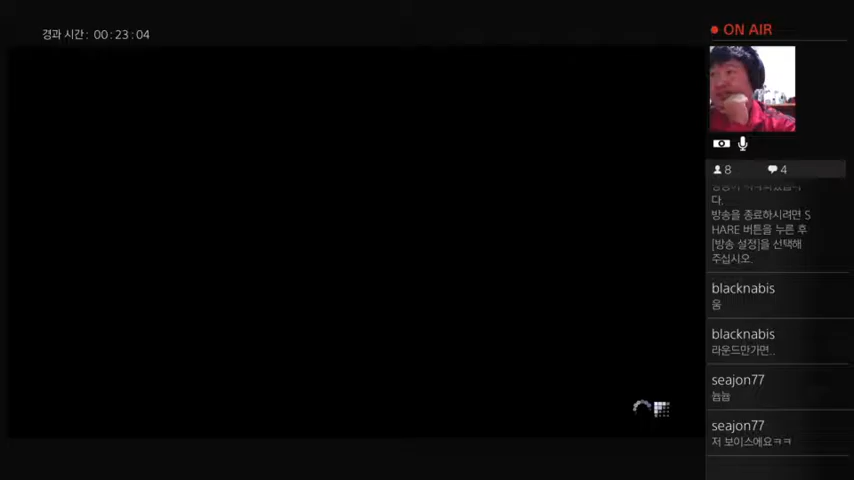 경과 시간: 00:23:04
ON AIR
8 4
다.
방송을 종료하시려면 S
HARE 버튼을 누른 후
[방송 설정]을 선택해
주십시오.
blacknabis
움
blacknabis
라운드만가면..
seajon77
늅늅
seajon77
저 보이스에요ㅋㅋ